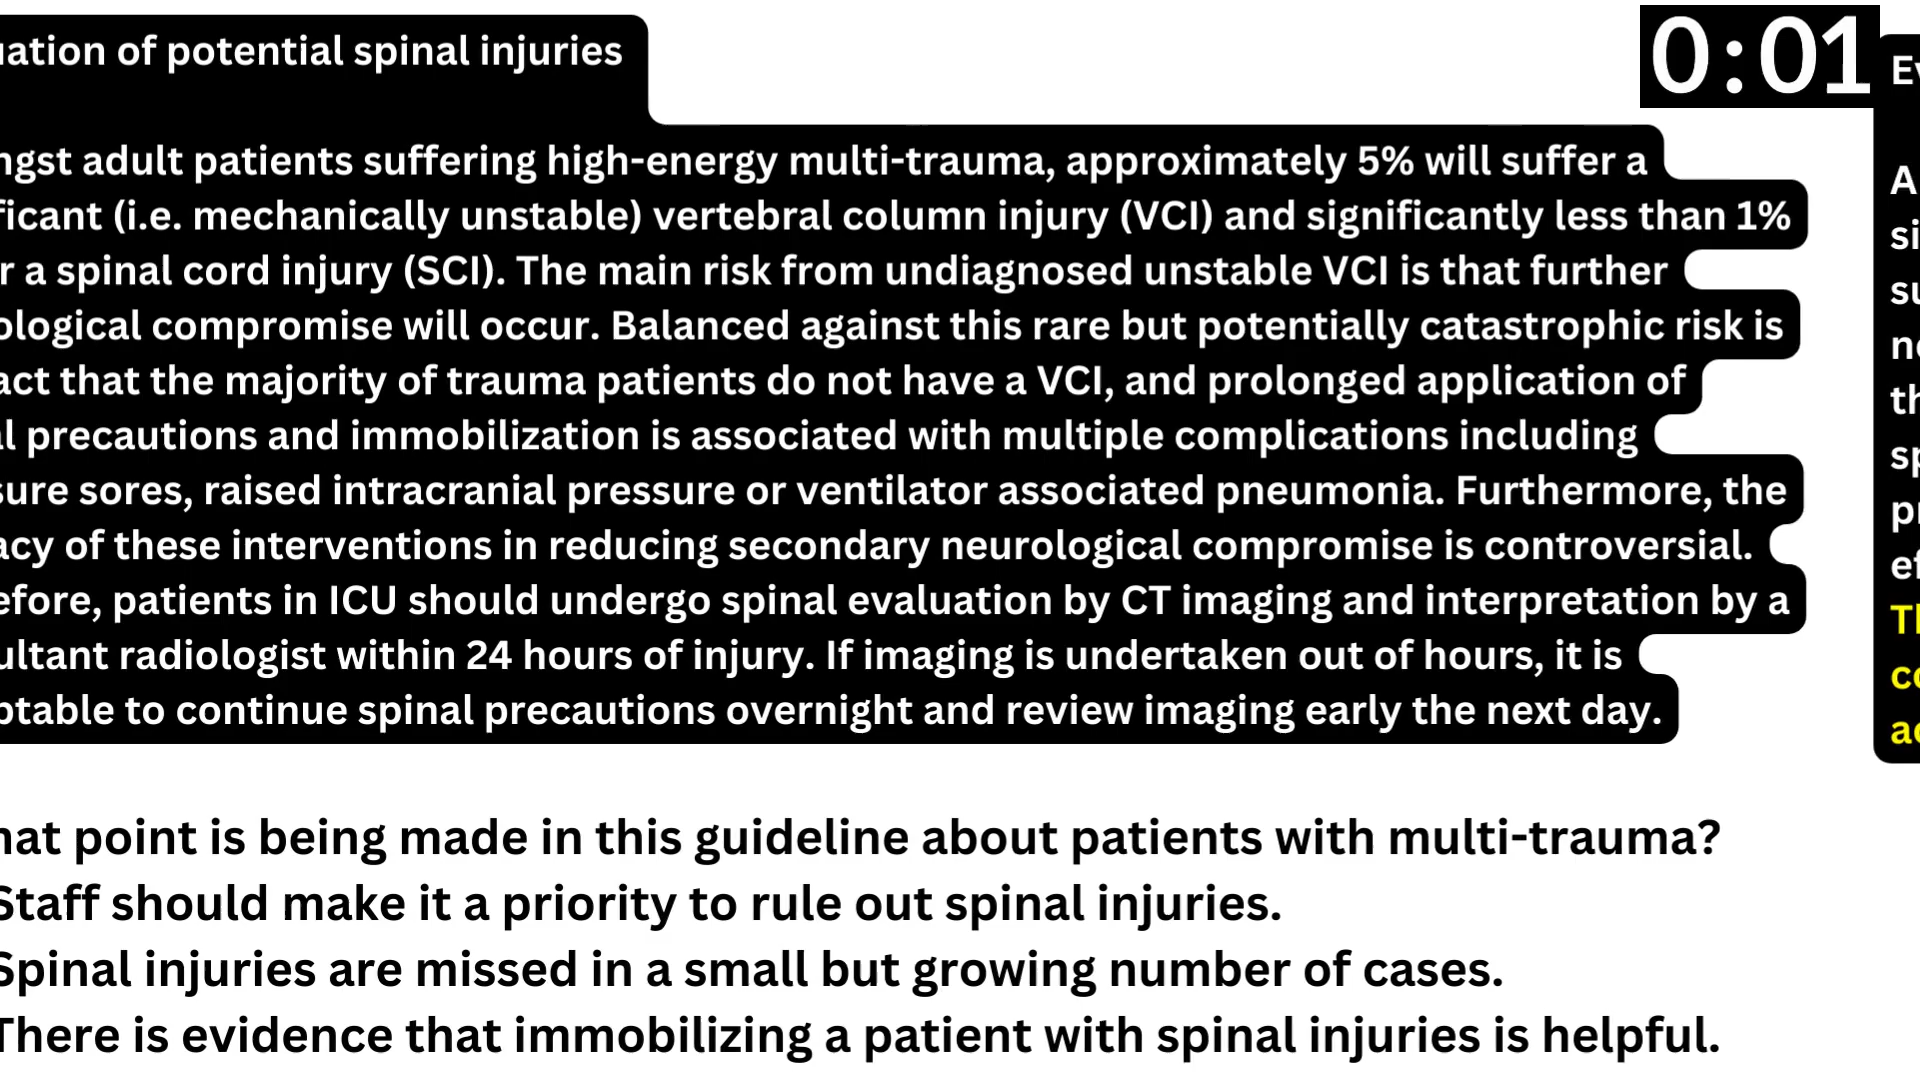 uation of potential spinal injuries
0:01
ngst adult patients suffering high-energy multi-trauma, approximately 5% will suffer a
ficant (i.e. mechanically unstable) vertebral column injury (VCI) and significantly less than 1%
r a spinal cord injury (SCI). The main risk from undiagnosed unstable VCI is that further
ological compromise will occur. Balanced against this rare but potentially catastrophic risk is
act that the majority of trauma patients do not have a VCI, and prolonged application of
l precautions and immobilization is associated with multiple complications including
sure sores, raised intracranial pressure or ventilator associated pneumonia. Furthermore, the
acy of these interventions in reducing secondary neurological compromise is controversial.
efore, patients in ICU should undergo spinal evaluation by CT imaging and interpretation by a
ultant radiologist within 24 hours of injury. If imaging is undertaken out of hours, it is
ptable to continue spinal precautions overnight and review imaging early the next day.
hat point is being made in this guideline about patients with multi-trauma?
Staff should make it a priority to rule out spinal injuries.
Spinal injuries are missed in a small but growing number of cases.
There is evidence that immobilizing a patient with spinal injuries is helpful.
Ev
A
si
su
ne
th
sp
pr
ef
Th
co
ac